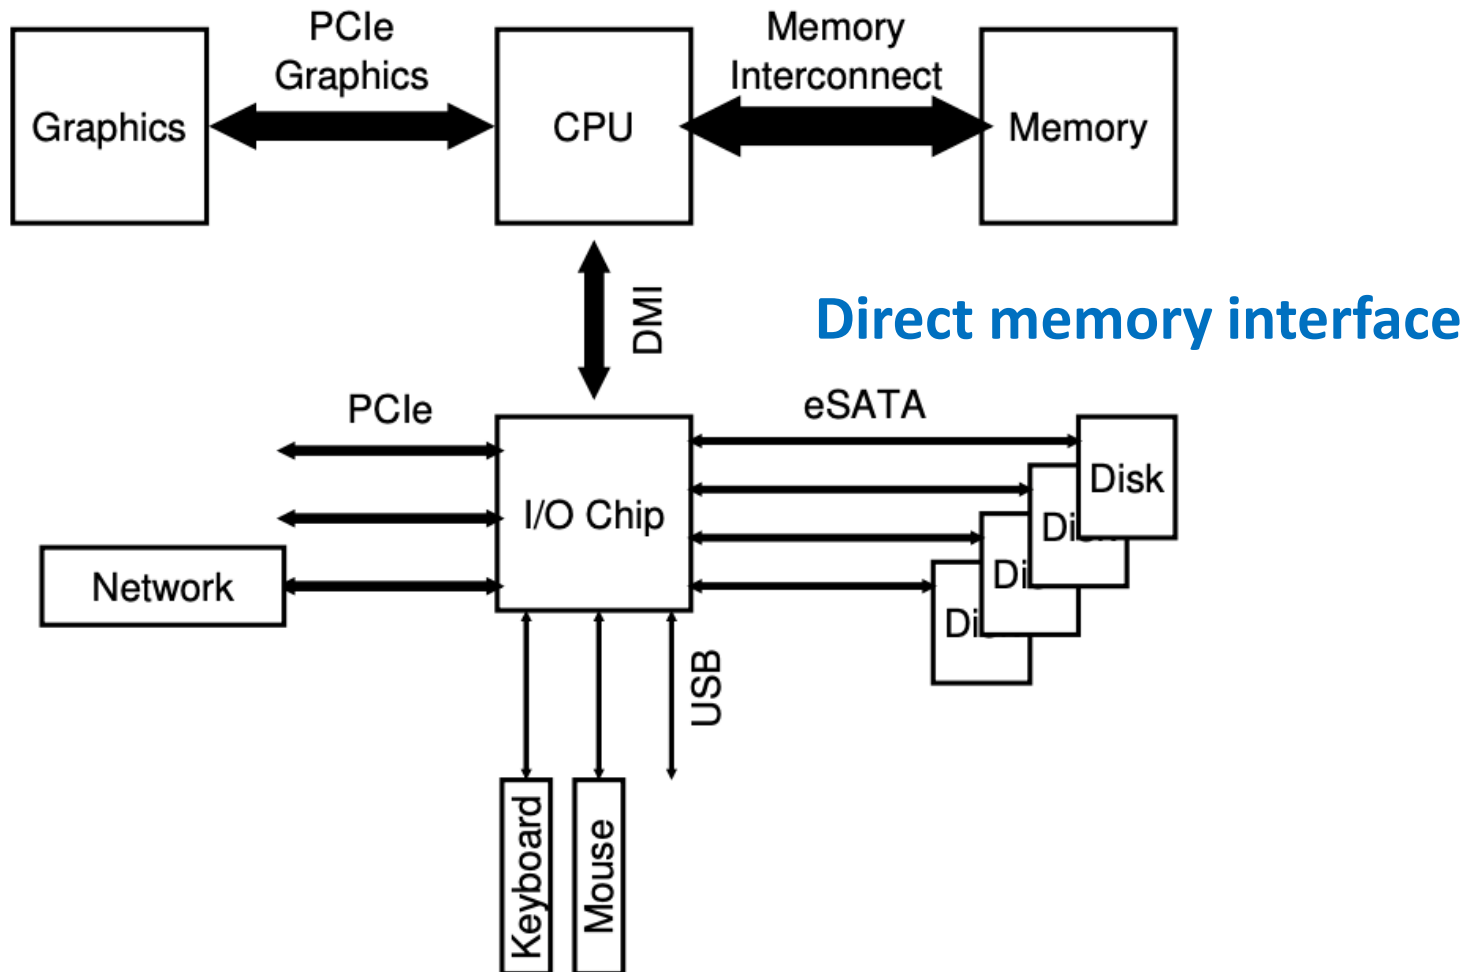 PCIe
Graphics
Memory
Interconnect
Graphics
CPU
Memory
DMI
Direct memory interface
PCIe
eSATA
I/O Chip
Disk
Network
USB
Keyboard
Mouse